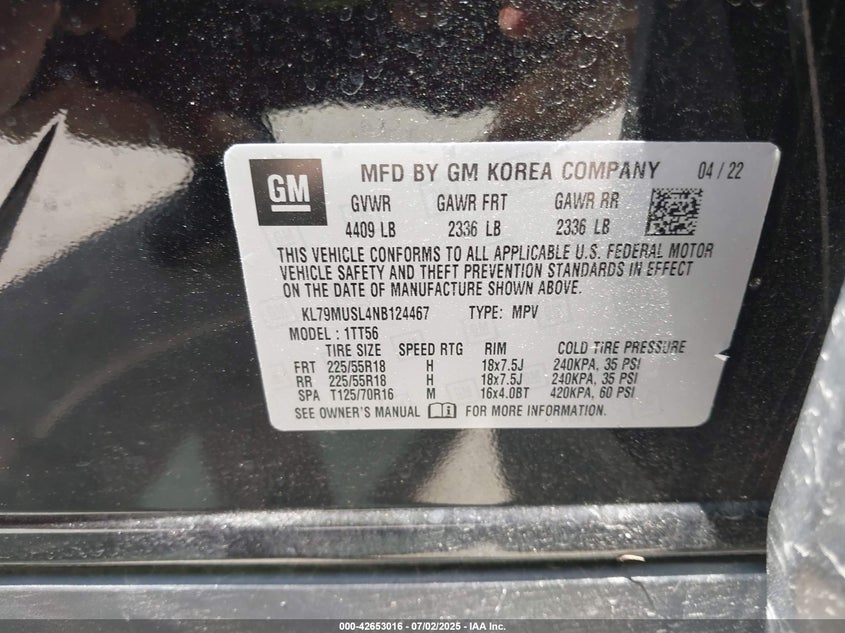 GM MFD BY GM KOREA COMPANY 04 / 22
GVWR GAWR FRT GAWR RR
4409 LB 2336 LB 2336 LB
THIS VEHICLE CONFORMS TO ALL APPLICABLE U.S. FEDERAL MOTOR
VEHICLE SAFETY AND THEFT PREVENTION STANDARDS IN EFFECT
ON THE DATE OF MANUFACTURE SHOWN ABOVE.
KL79MUSL4NB124467 TYPE: MPV
MODEL : 1TT56
TIRE SIZE SPEED RTG RIM COLD TIRE PRESSURE
FRT 225/55R18 H 18x7.5J 240KPA, 35 PSI
RR 225/55R18 H 18x7.5J 240KPA, 35 PSI
SPA T125/70R16 M 16x4.0BT 420KPA, 60 PSI
SEE OWNER'S MANUAL FOR MORE INFORMATION.
000-42653016 - 07/02/2025 - IAA Inc.